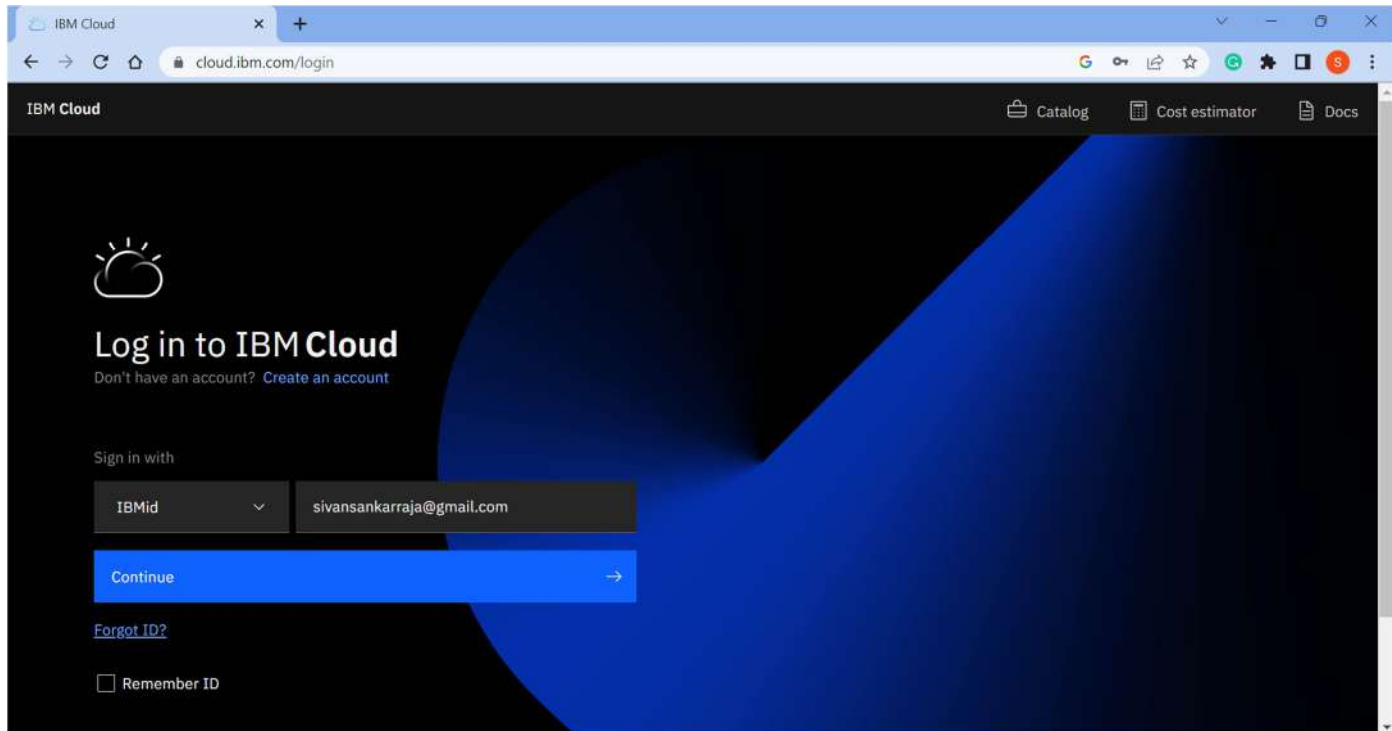 IBM Cloud
cloud.ibm.com/login
G
S
IBM Cloud
Catalog
Cost estimator
Docs
Log in to IBM Cloud
Don't have an account? Create an account
Sign in with
IBMid
sivansankarraja@gmail.com
Continue
Forgot ID?
Remember ID